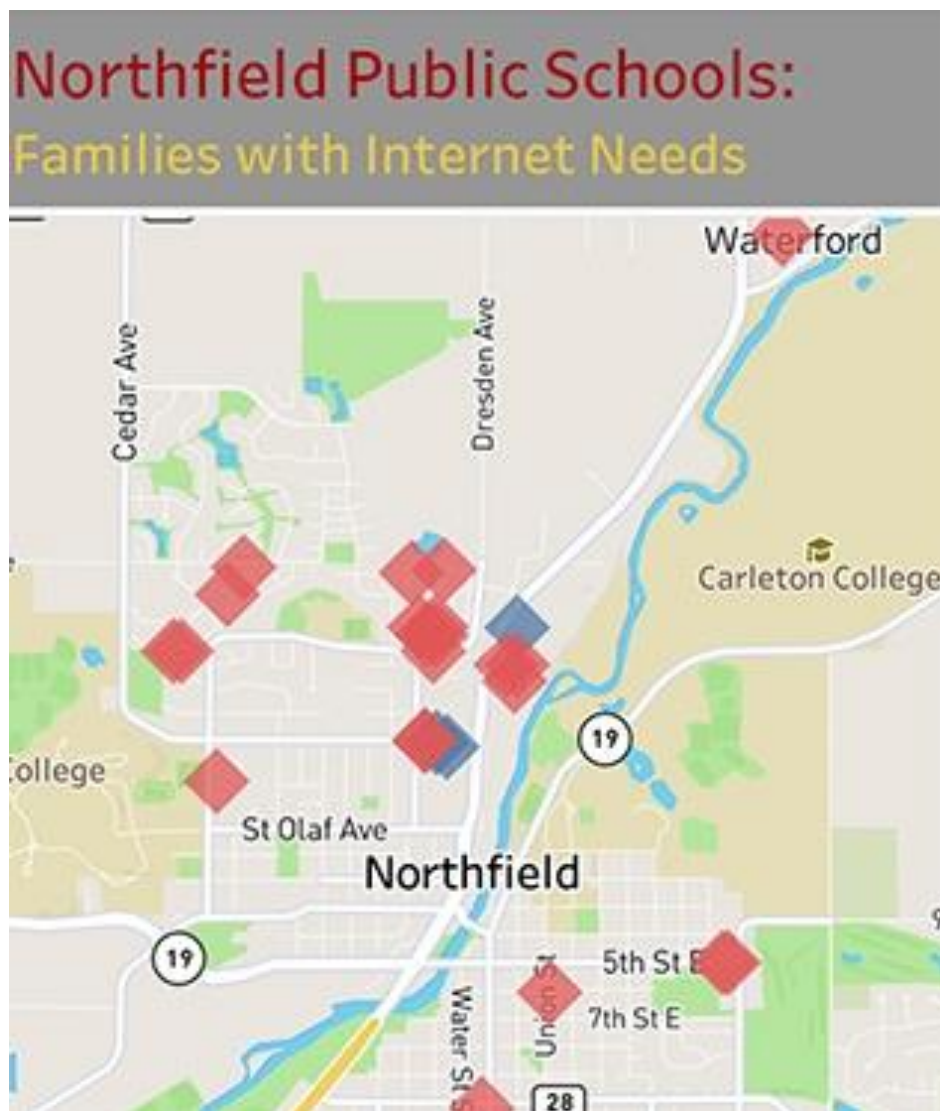 Northfield Public Schools:
Families with Internet Needs
Waterford
Cedar Ave
Dresden Ave
Carleton College
19
ollege
St Olaf Ave
Northfield
19
5th St E
Union St
7th St E
Water St S
28